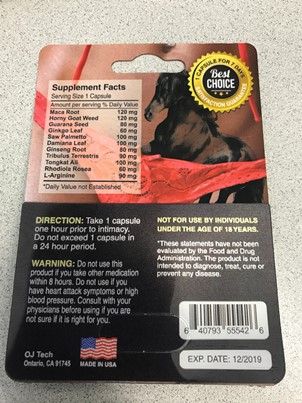 1 CAPSULE FOR 7 DAYS
Best
CHOICE
SATISFACTION GUARANTEE
Supplement Facts
Serving Size 1 Capsule
Amount per serving % Daily Value
Maca Root 120 mg
Horny Goat Weed 120 mg
Guarana Seed 80 mg
Ginkgo Leaf 60 mg
Saw Palmetto 100 mg
Damiana Leaf 100 mg
Ginseng Root 80 mg
Tribulus Terrestris 90 mg
Tongkat Ali 100 mg
Rhodiola Rosea 60 mg
L-Arginine 90 mg
*Daily Value not Established
DIRECTION: Take 1 capsule
one hour prior to intimacy.
Do not exceed 1 capsule in
a 24 hour period.
WARNING: Do not use this
product if you take other medication
within 8 hours. Do not use if you
have heart attack symptoms or high
blood pressure. Consult with your
physicians before using if you are
not sure if it is right for you.
OJ Tech
Ontario, CA 91745
MADE IN USA
NOT FOR USE BY INDIVIDUALS
UNDER THE AGE OF 18 YEARS.
*These statements have not been
evaluated by the Food and Drug
Administration. The product is not
intended to diagnose, treat, cure or
prevent any disease.
6 40793 55542 6
EXP. DATE: 12/2019